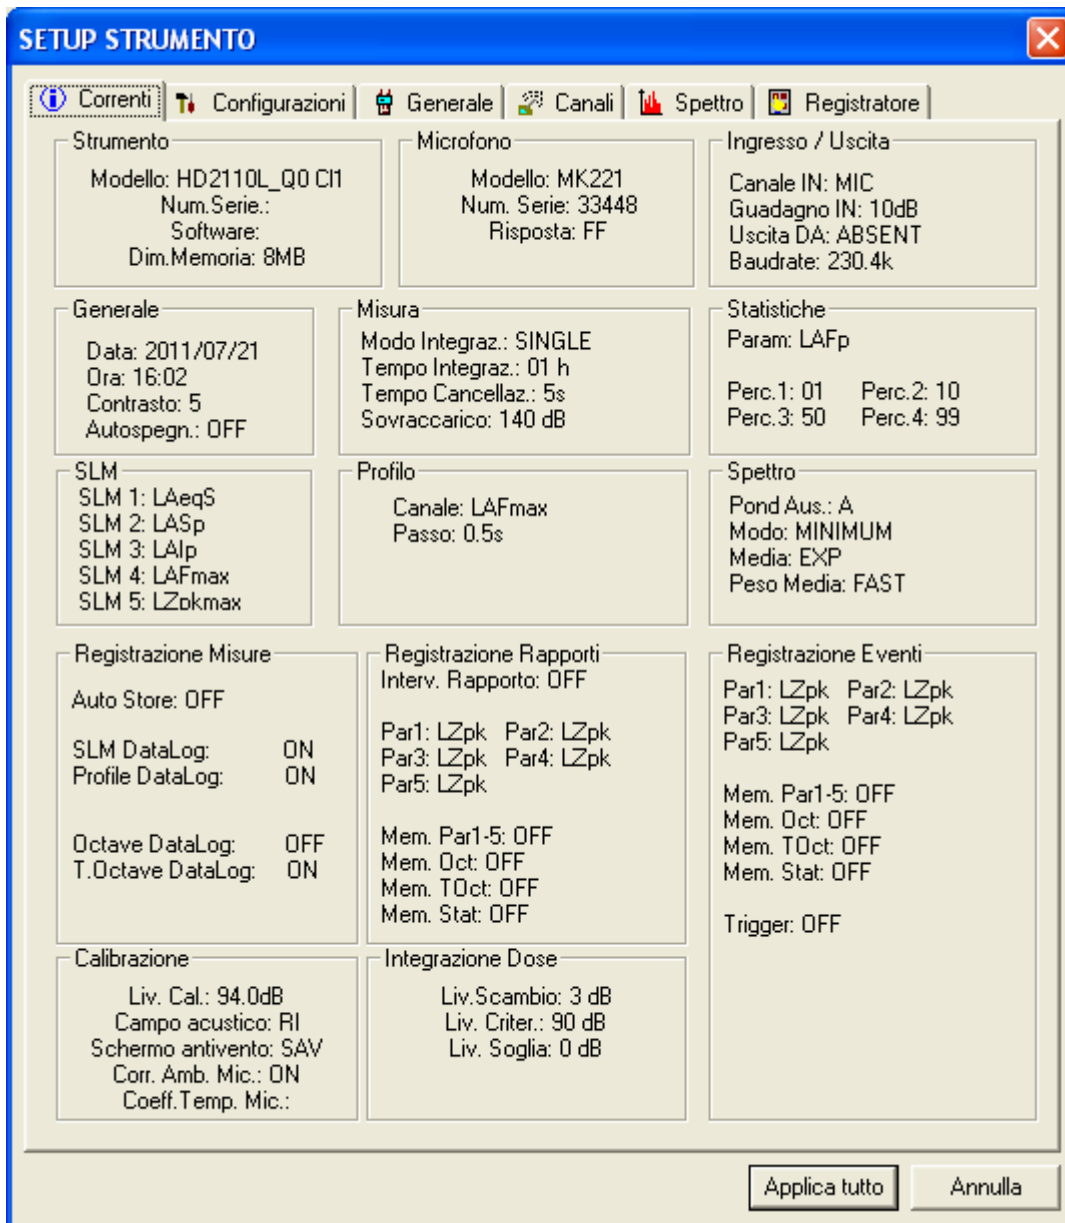 SETUP STRUMENTO
Correnti
Configurazioni
Generale
Canali
Spettro
Registratore
Strumento
Modello: HD2110L_Q0 Cl1
Num.Serie.:
Software:
Dim.Memoria: 8MB
Microfono
Modello: MK221
Num. Serie: 33448
Risposta: FF
Ingresso / Uscita
Canale IN: MIC
Guadagno IN: 10dB
Uscita DA: ABSENT
Baudrate: 230.4k
Generale
Data: 2011/07/21
Ora: 16:02
Contrasto: 5
Autospegn.: OFF
Misura
Modo Integraz.: SINGLE
Tempo Integraz.: 01 h
Tempo Cancellaz.: 5s
Sovraccarico: 140 dB
Statistiche
Param: LAFp
Perc.1: 01 Perc.2: 10
Perc.3: 50 Perc.4: 99
SLM
SLM 1: LAeqS
SLM 2: LASp
SLM 3: LAIp
SLM 4: LAFmax
SLM 5: LZpkmax
Profilo
Canale: LAFmax
Passo: 0.5s
Spettro
Pond Aus.: A
Modo: MINIMUM
Media: EXP
Peso Media: FAST
Registrazione Misure
Auto Store: OFF
SLM DataLog: ON
Profile DataLog: ON
Octave DataLog: OFF
T.Octave DataLog: ON
Registrazione Rapporti
Interv. Rapporto: OFF
Par1: LZpk Par2: LZpk
Par3: LZpk Par4: LZpk
Par5: LZpk
Mem. Par1-5: OFF
Mem. Oct: OFF
Mem. TOct: OFF
Mem. Stat: OFF
Registrazione Eventi
Par1: LZpk Par2: LZpk
Par3: LZpk Par4: LZpk
Par5: LZpk
Mem. Par1-5: OFF
Mem. Oct: OFF
Mem. TOct: OFF
Mem. Stat: OFF
Trigger: OFF
Calibrazione
Liv. Cal.: 94.0dB
Campo acustico: RI
Schermo antivento: SAV
Corr. Amb. Mic.: ON
Coeff.Temp. Mic.:
Integrazione Dose
Liv.Scambio: 3 dB
Liv. Criter.: 90 dB
Liv. Soglia: 0 dB
Applica tutto
Annulla